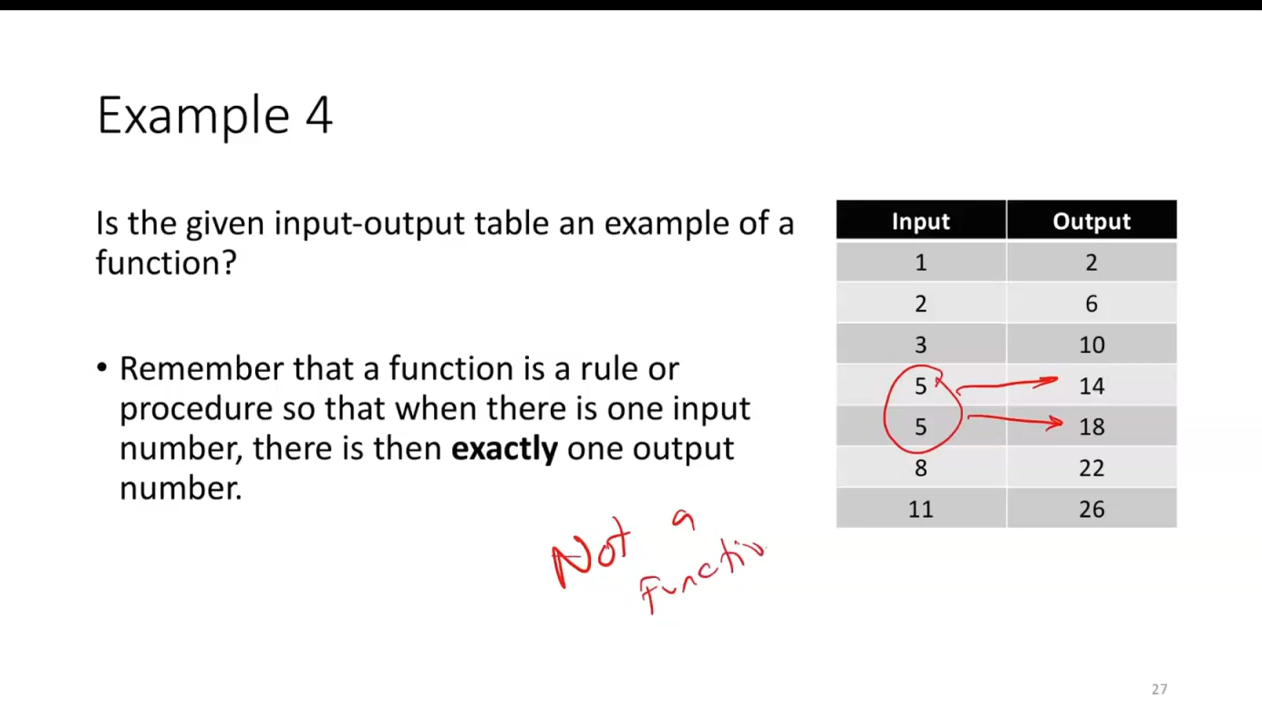 Example 4
Is the given input-output table an example of a
function?
• Remember that a function is a rule or
procedure so that when there is one input
number, there is then exactly one output
number.
Input Output
1 2
2 6
3 10
5 14
5 18
8 22
11 26
Not a
Functio
27